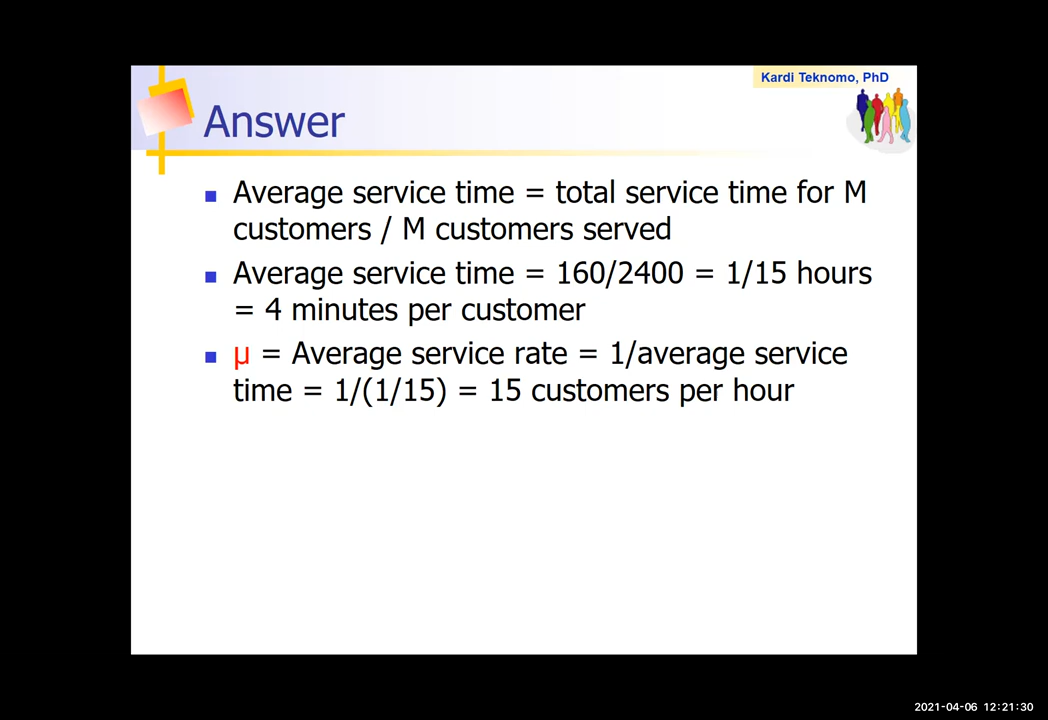 Kardi Teknomo, PhD
Answer
Average service time = total service time for M
customers / M customers served
Average service time = 160/2400 = 1/15 hours
= 4 minutes per customer
μ = Average service rate = 1/average service
time = 1/(1/15) = 15 customers per hour
2021-04-06 12:21:30